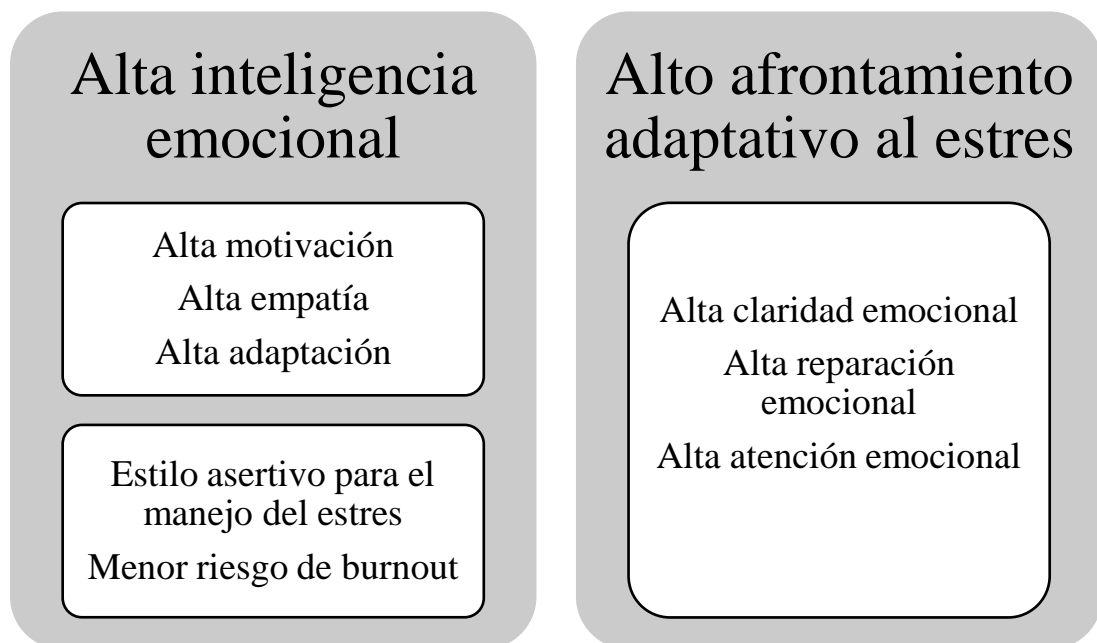 Alta inteligencia
emocional
Alta motivación
Alta empatía
Alta adaptación
Estilo asertivo para el
manejo del estres
Menor riesgo de burnout
Alto afrontamiento
adaptativo al estres
Alta claridad emocional
Alta reparación
emocional
Alta atención emocional